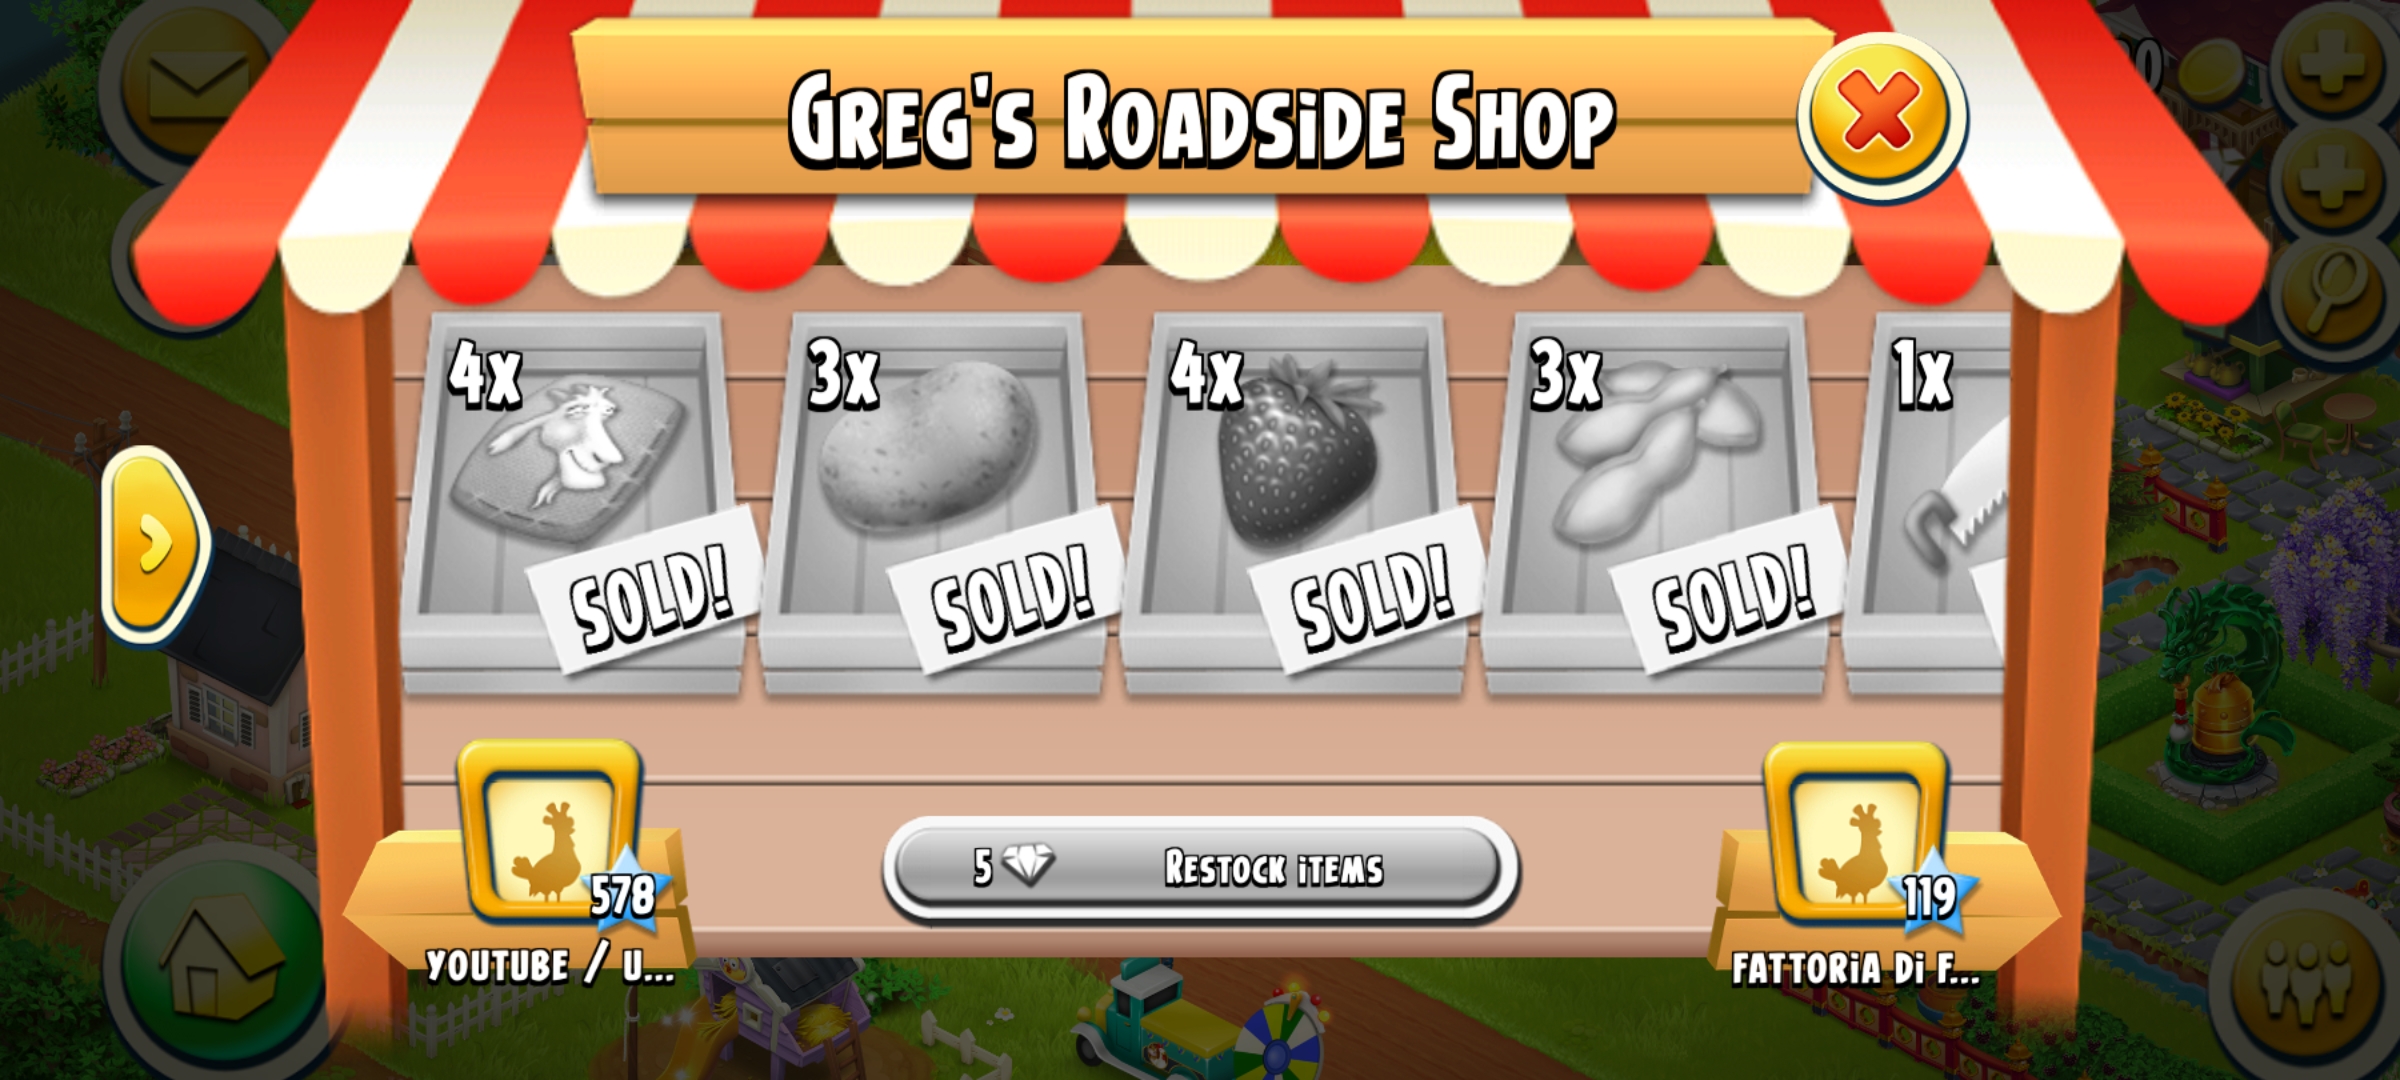 GREG'S ROADSIDE SHOP
4x
3x
4x
3x
1x
SOLD!
SOLD!
SOLD!
SOLD!
578
5
RESTOCK ITEMS
119
YOUTUBE / U...
FATTORIA DI F...